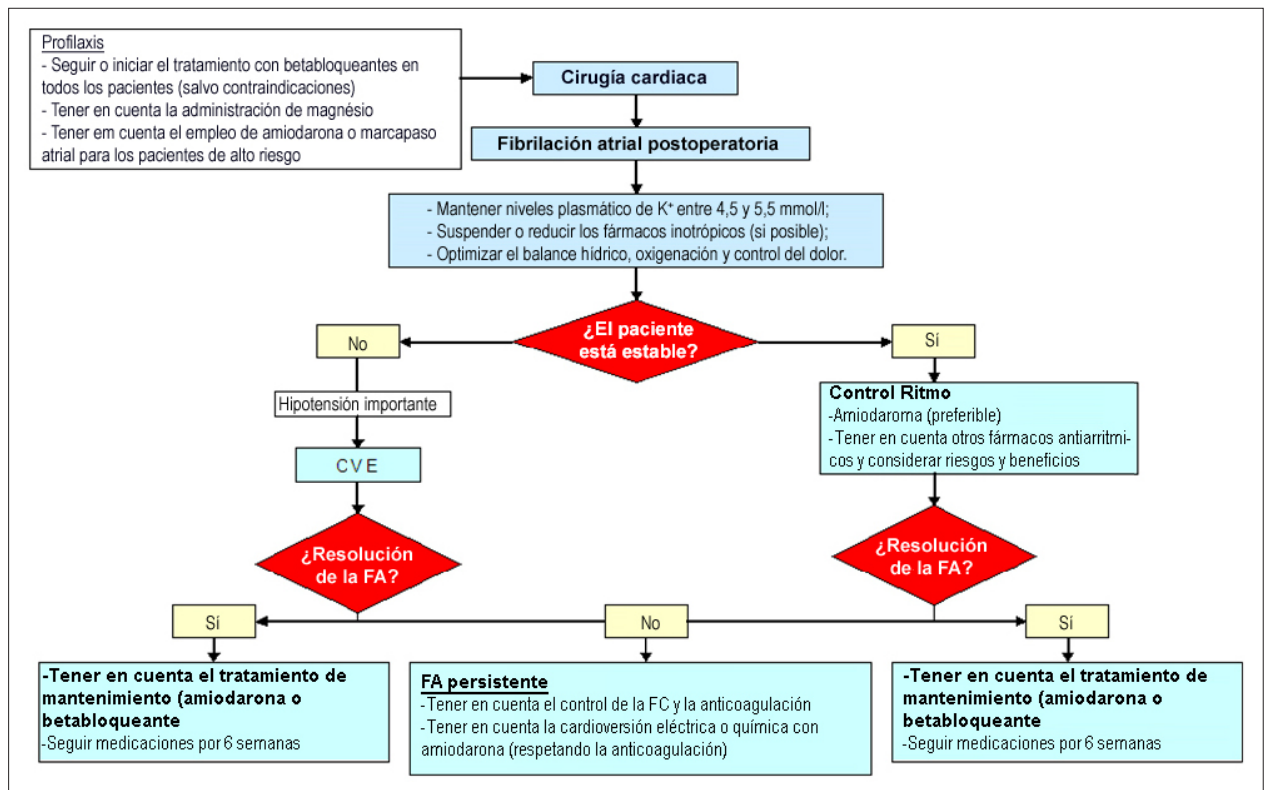 Profilaxis
- Seguir o iniciar el tratamiento con betabloqueantes en
todos los pacientes (salvo contraindicaciones)
- Tener en cuenta la administración de magnésio
- Tener em cuenta el empleo de amiodarona o marcapaso
atrial para los pacientes de alto riesgo
Cirugía cardiaca
Fibrilación atrial postoperatoria
- Mantener niveles plasmático de K⁺ entre 4,5 y 5,5 mmol/l;
- Suspender o reducir los fármacos inotrópicos (si posible);
- Optimizar el balance hídrico, oxigenación y control del dolor.
¿El paciente
está estable?
No
Sí
Hipotensión importante
CVE
Control Ritmo
-Amiodaroma (preferible)
-Tener en cuenta otros fármacos antiarritmi-
cos y considerar riesgos y beneficios
¿Resolución
de la FA?
¿Resolución
de la FA?
Sí
No
Sí
-Tener en cuenta el tratamiento de
mantenimiento (amiodarona o
betabloqueante
-Seguir medicaciones por 6 semanas
FA persistente
-Tener en cuenta el control de la FC y la anticoagulación
-Tener en cuenta la cardioversión eléctrica o química con
amiodarona (respetando la anticoagulación)
-Tener en cuenta el tratamiento de
mantenimiento (amiodarona o
betabloqueante
-Seguir medicaciones por 6 semanas